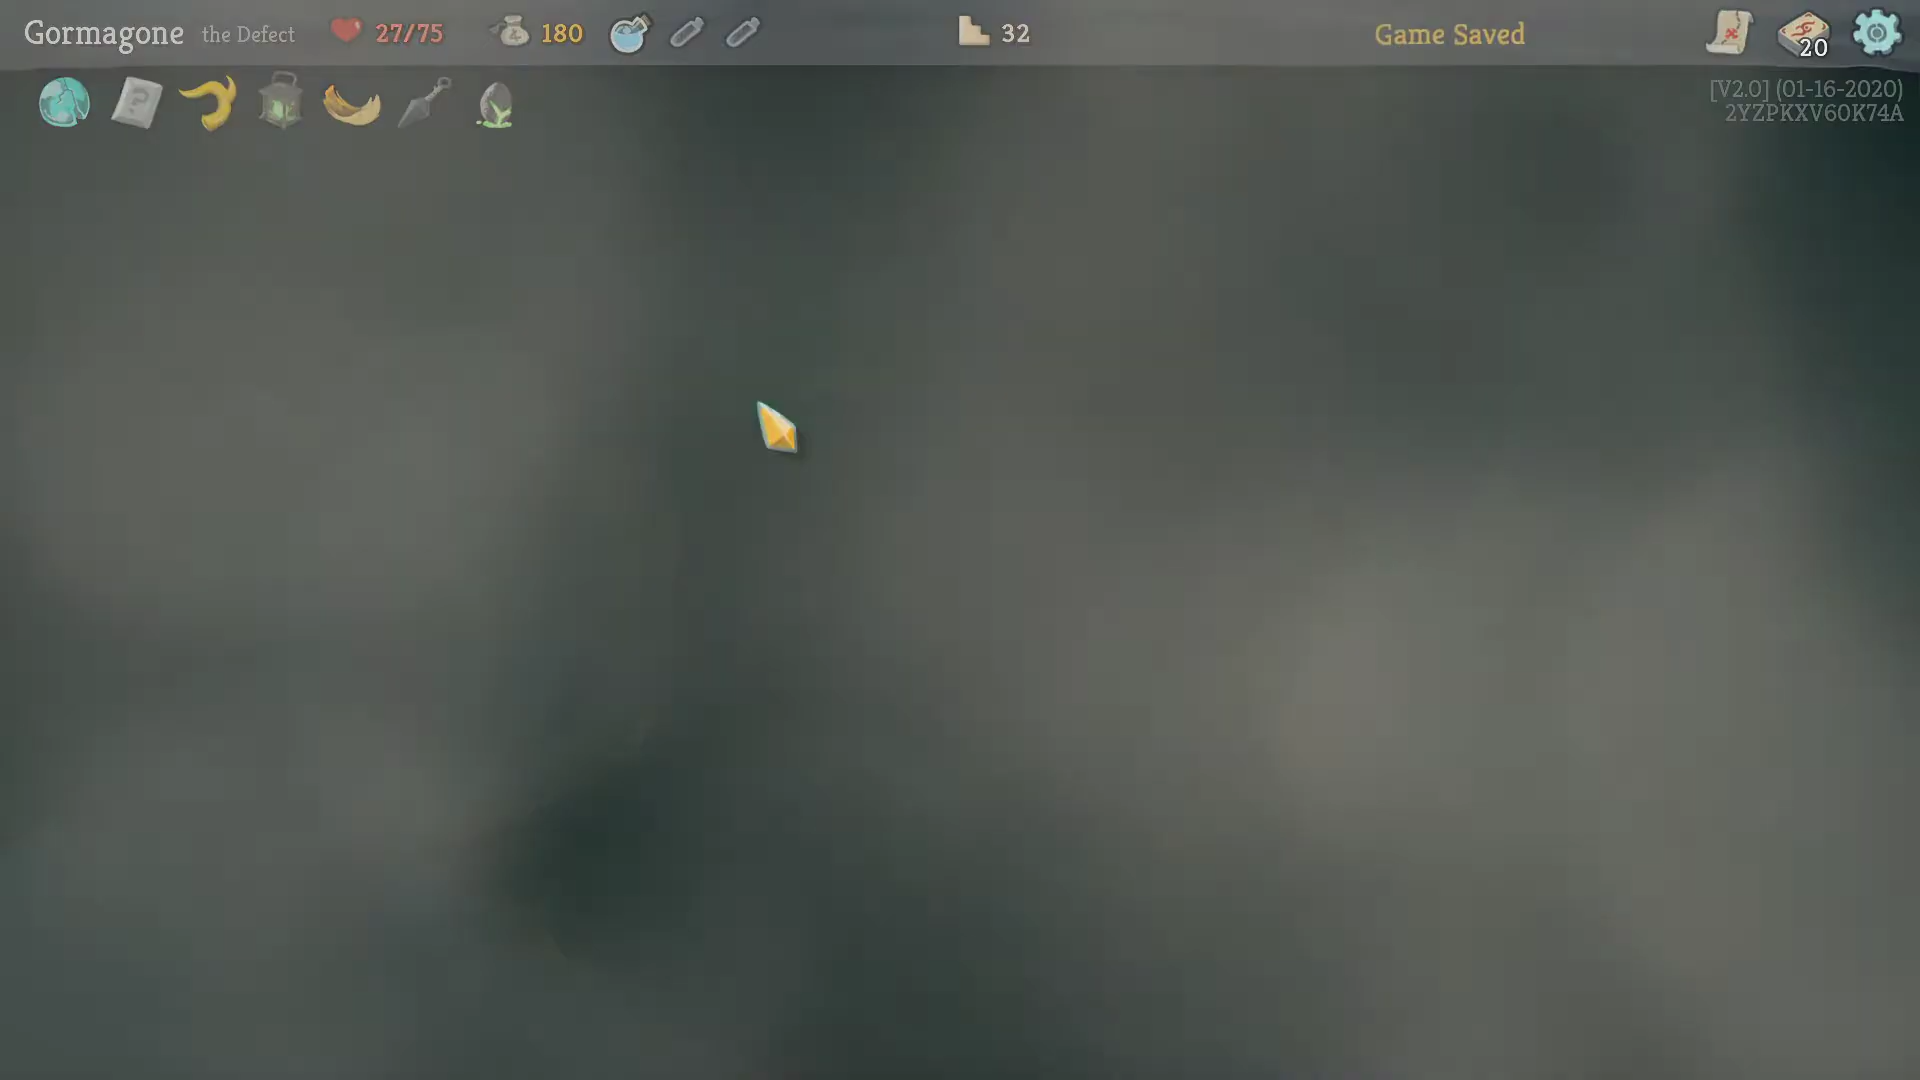 Gormagone the Defect 27/75 180 32 Game Saved 20
[V2.0] (01-16-2020)
2YZPKXV60K74A